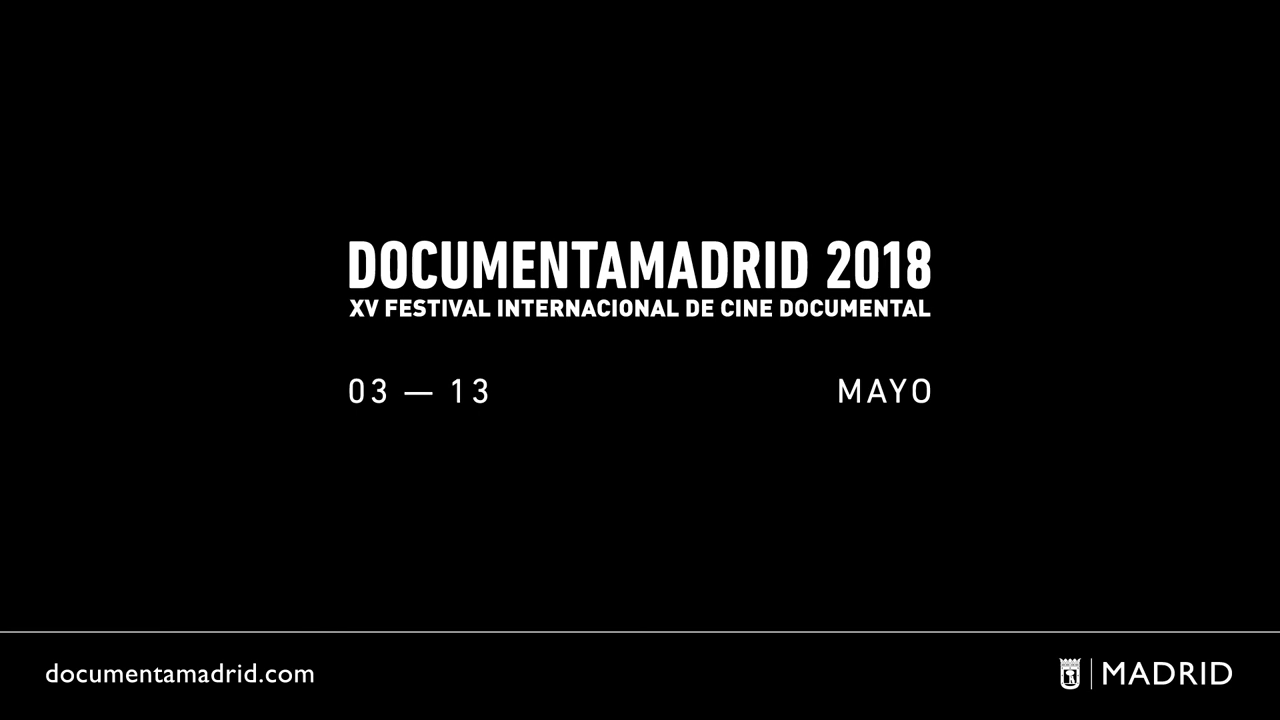 DOCUMENTAMADRID 2018
XV FESTIVAL INTERNACIONAL DE CINE DOCUMENTAL
03 — 13 MAYO
documentamadrid.com
MADRID